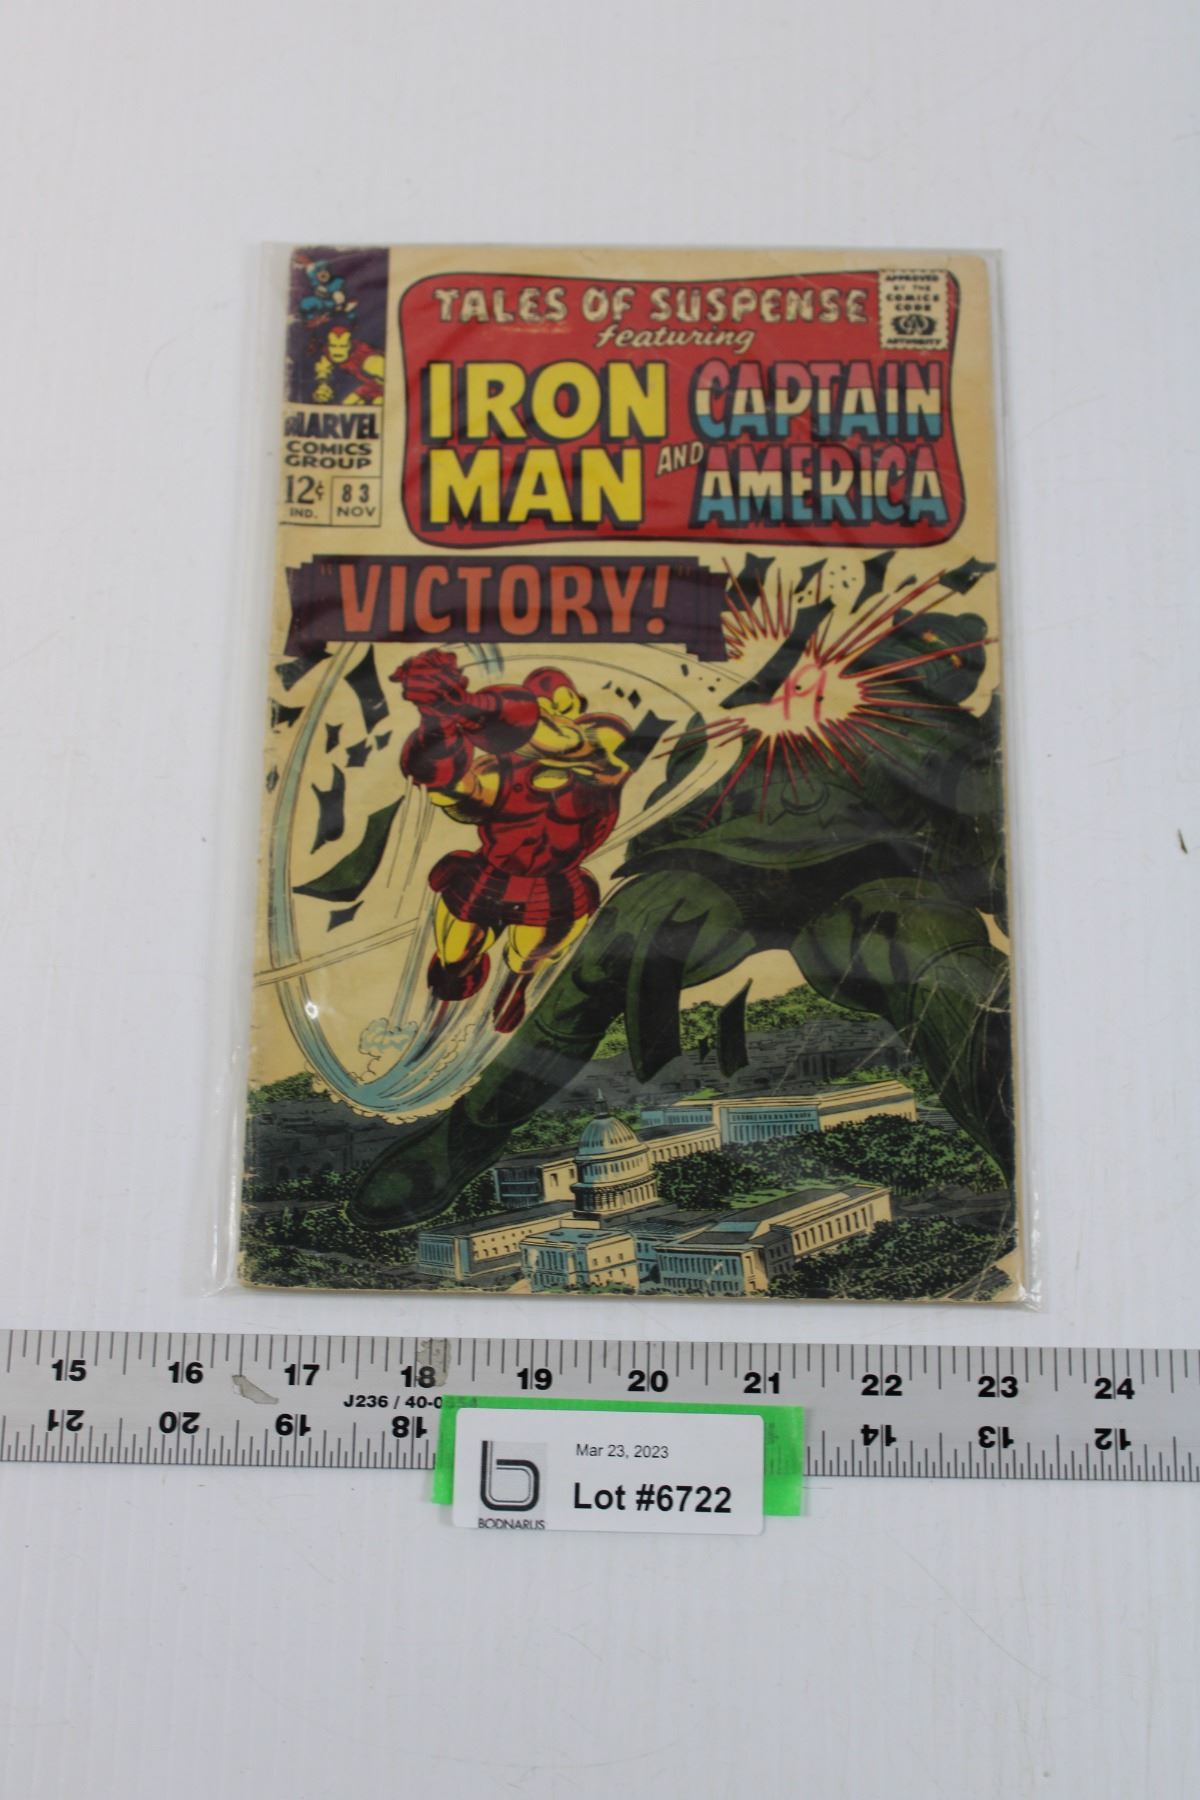 TALES OF SUSPENSE
featuring
IRON MAN AND CAPTAIN AMERICA
APPROVED
BY THE
COMICS
CODE
CA
AUTHORITY
MARVEL
COMICS
GROUP
12¢ 83
IND. NOV
"VICTORY!"
49
15 16 17 18 19 20 21 22 23 24
J236 / 40-0
21 20 19 18 14 13 12
Mar 23, 2023
Lot #6722
b
BODNARUS